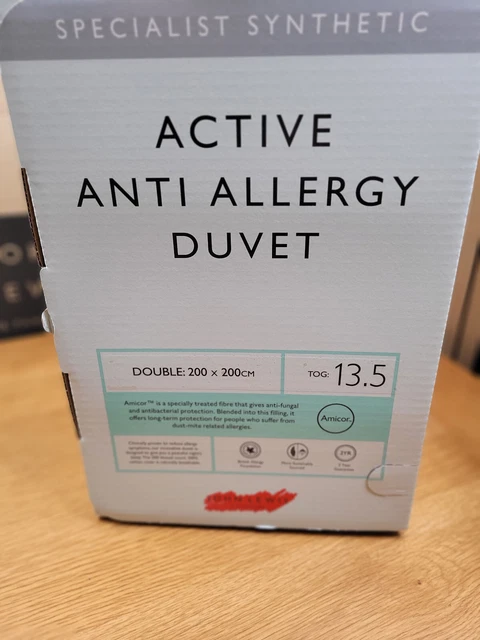 SPECIALIST SYNTHETIC
ACTIVE
ANTI ALLERGY
DUVET
DOUBLE: 200 x 200CM
TOG: 13.5
Amicor™ is a specially treated fibre that gives anti-fungal
and antibacterial protection. Blended into this filling, it
offers long-term protection for people who suffer from
dust-mite related allergies.
Amicor.
2YR